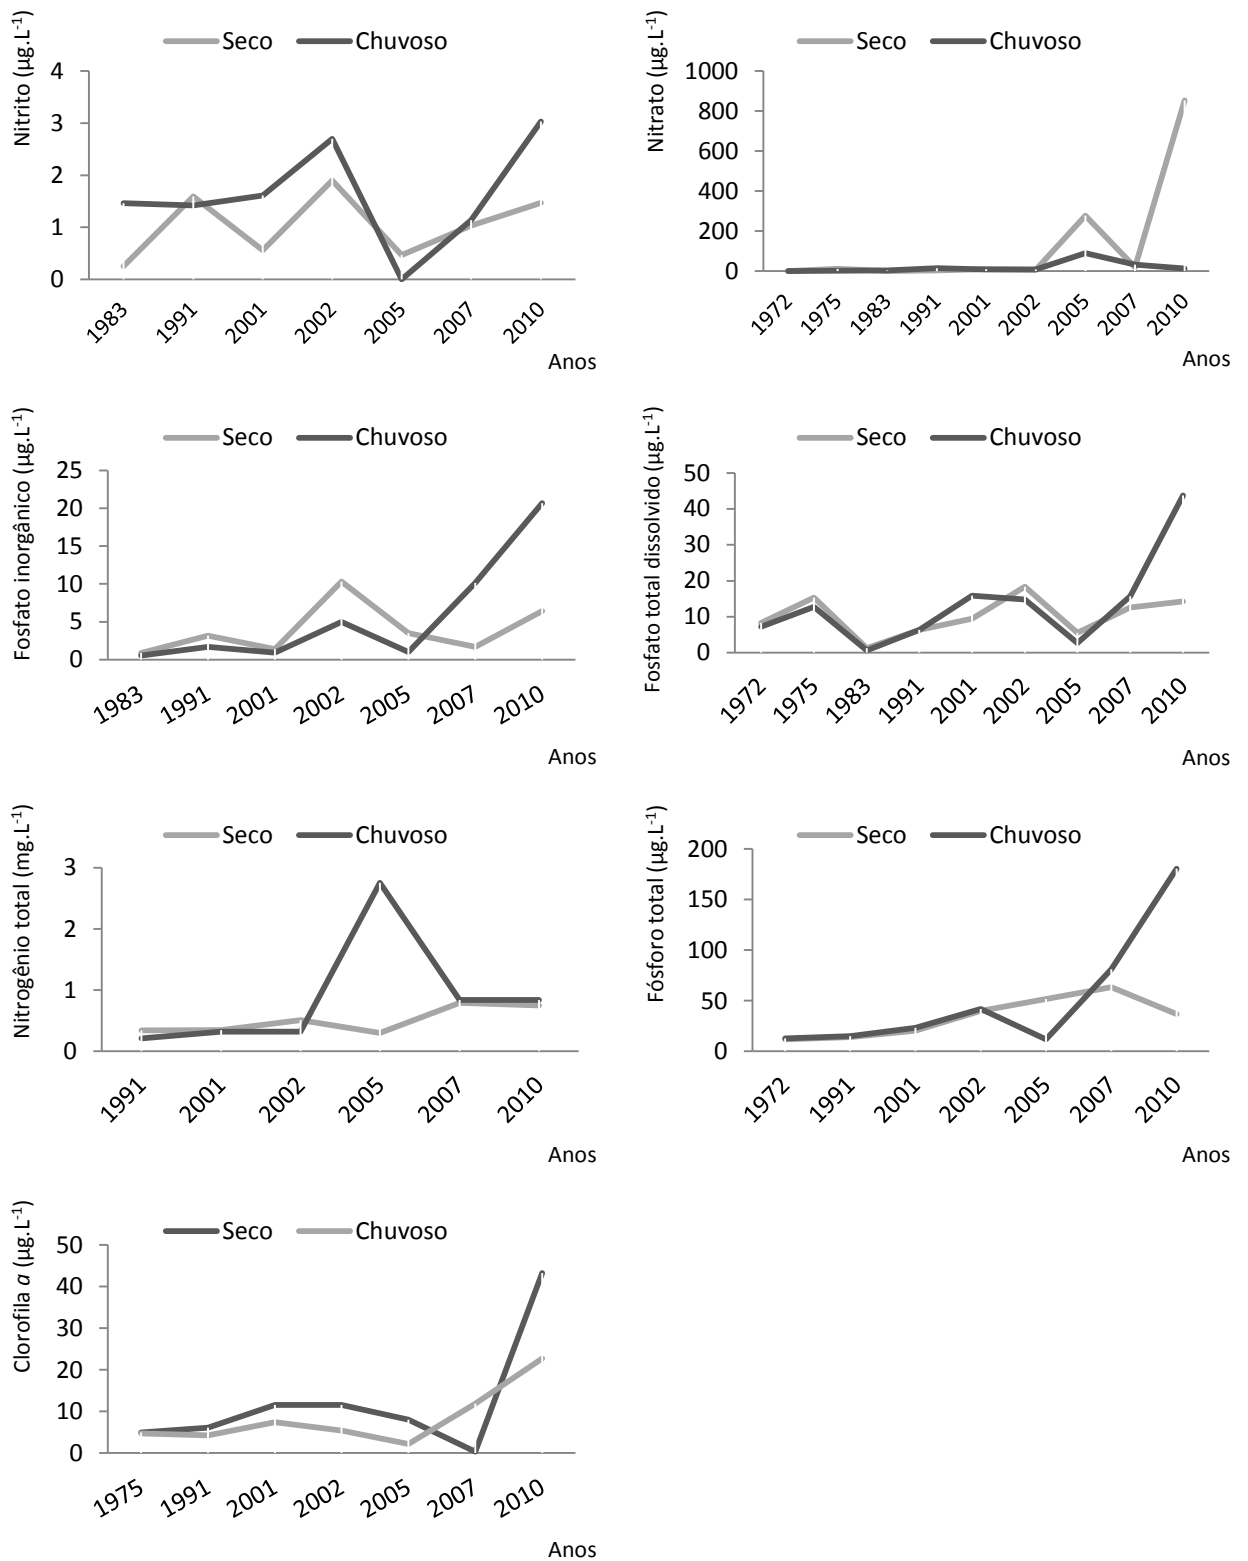 Seco Chuvoso
Nitrito (µg.L⁻¹)
4
3
2
1
0
1983 1991 2001 2002 2005 2007 2010
Anos
Seco Chuvoso
Nitrato (µg.L⁻¹)
1000
800
600
400
200
0
1972 1975 1983 1991 2001 2002 2005 2007 2010
Anos
Seco Chuvoso
Fosfato inorgânico (µg.L⁻¹)
25
20
15
10
5
0
1983 1991 2001 2002 2005 2007 2010
Anos
Seco Chuvoso
Fosfato total dissolvido (µg.L⁻¹)
50
40
30
20
10
0
1972 1975 1983 1991 2001 2002 2005 2007 2010
Anos
Seco Chuvoso
Nitrogênio total (mg.L⁻¹)
3
2
1
0
1991 2001 2002 2005 2007 2010
Anos
Seco Chuvoso
Fósforo total (µg.L⁻¹)
200
150
100
50
0
1972 1991 2001 2002 2005 2007 2010
Anos
Seco Chuvoso
Clorofila a (µg.L⁻¹)
50
40
30
20
10
0
1975 1991 2001 2002 2005 2007 2010
Anos